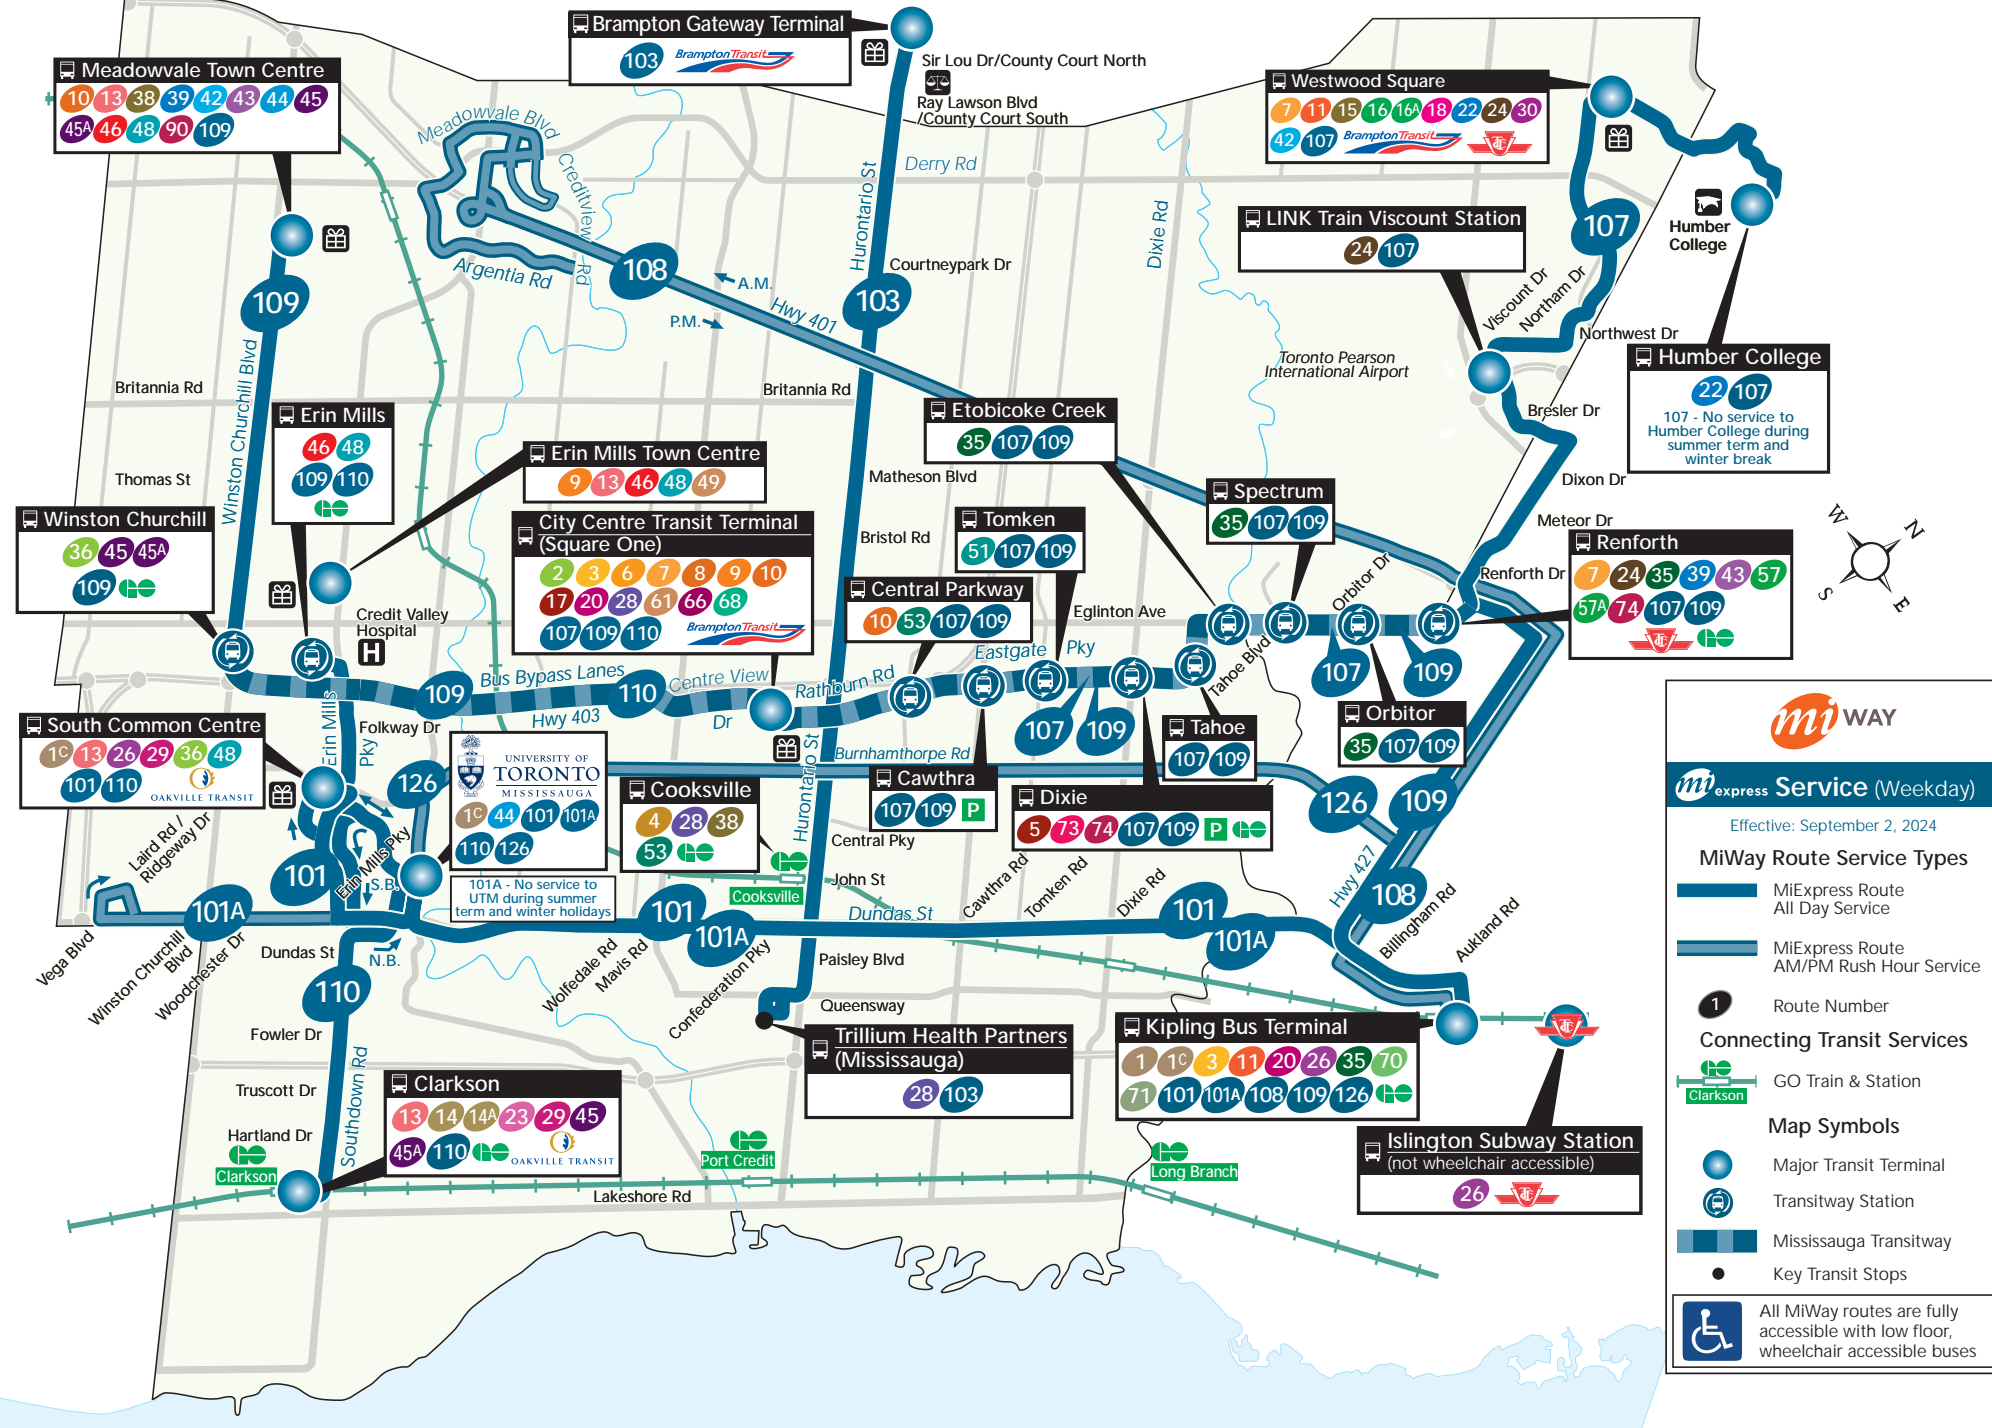 Brampton Gateway Terminal
103 BramptonTransit
Sir Lou Dr/County Court North
Ray Lawson Blvd
/County Court South
Meadowvale Town Centre
10 13 38 39 42 43 44 45
45A 46 48 90 109
Westwood Square
7 11 15 16 16A 18 22 24 30
42 107 BramptonTransit TTC
Meadowvale Blvd
Creditview Rd
Argentia Rd
Derry Rd
Hurontario St
Dixie Rd
107
Humber
College
LINK Train Viscount Station
24 107
108
A.M.
P.M.
Hwy 401
103
Courtneypark Dr
109
Viscount Dr
Northam Dr
Northwest Dr
Toronto Pearson
International Airport
Humber College
22 107
107 - No service to
Humber College during
summer term and
winter break
Winston Churchill Blvd
Britannia Rd
Britannia Rd
Bresler Dr
Erin Mills
46 48
109 110
GO
Erin Mills Town Centre
9 13 46 48 49
Etobicoke Creek
35 107 109
Thomas St
Matheson Blvd
Dixon Dr
Spectrum
35 107 109
Meteor Dr
Winston Churchill
36 45 45A
109 GO
City Centre Transit Terminal
(Square One)
2 3 6 7 8 9 10
17 20 28 61 66 68
107 109 110 BramptonTransit
Bristol Rd
Tomken
51 107 109
Renforth
7 24 35 39 43 57
57A 74 107 109
TTC GO
W N
S E
Renforth Dr
Orbitor Dr
Central Parkway
10 53 107 109
Eglinton Ave
Credit Valley
Hospital
H
Eastgate Pky
Tahoe Blvd
107
109
109
Bus Bypass Lanes
110
Centre View
Dr
Rathburn Rd
Hwy 403
107
109
Tahoe
107 109
Orbitor
35 107 109
South Common Centre
1C 13 26 29 36 48
101 110 OAKVILLE TRANSIT
Erin Mills
Pky
Folkway Dr
126
UNIVERSITY OF
TORONTO
MISSISSAUGA
1C 44 101 101A
110 126
101A - No service to
UTM during summer
term and winter holidays
Burnhamthorpe Rd
Hurontario St
Cooksville
4 28 38
53 GO
GO
Cooksville
Cawthra
107 109 P
Dixie
5 73 74 107 109 P GO
126
109
Central Pky
John St
Laird Rd /
Ridgeway Dr
101
Erin Mills Pky
S.B.
N.B.
101A
Vega Blvd
Winston Churchill
Blvd
Woodchester Dr
Dundas St
101
101A
Dundas St
Cawthra Rd
Tomken Rd
Dixie Rd
101
101A
Hwy 427
108
Billingham Rd
Aukland Rd
Wolfedale Rd
Mavis Rd
Confederation Pky
Paisley Blvd
Queensway
110
Fowler Dr
Truscott Dr
Hartland Dr
Southdown Rd
Trillium Health Partners
(Mississauga)
28 103
Kipling Bus Terminal
1 1C 3 11 20 26 35 70
71 101 101A 108 109 126 GO
TTC
Islington Subway Station
(not wheelchair accessible)
26 TTC
Clarkson
13 14 14A 23 29 45
45A 110 GO OAKVILLE TRANSIT
GO
Clarkson
GO
Port Credit
GO
Long Branch
Lakeshore Rd
mi WAY
mi express Service (Weekday)
Effective: September 2, 2024
MiWay Route Service Types
MiExpress Route
All Day Service
MiExpress Route
AM/PM Rush Hour Service
1 Route Number
Connecting Transit Services
GO
Clarkson
GO Train & Station
Map Symbols
Major Transit Terminal
Transitway Station
Mississauga Transitway
Key Transit Stops
All MiWay routes are fully
accessible with low floor,
wheelchair accessible buses